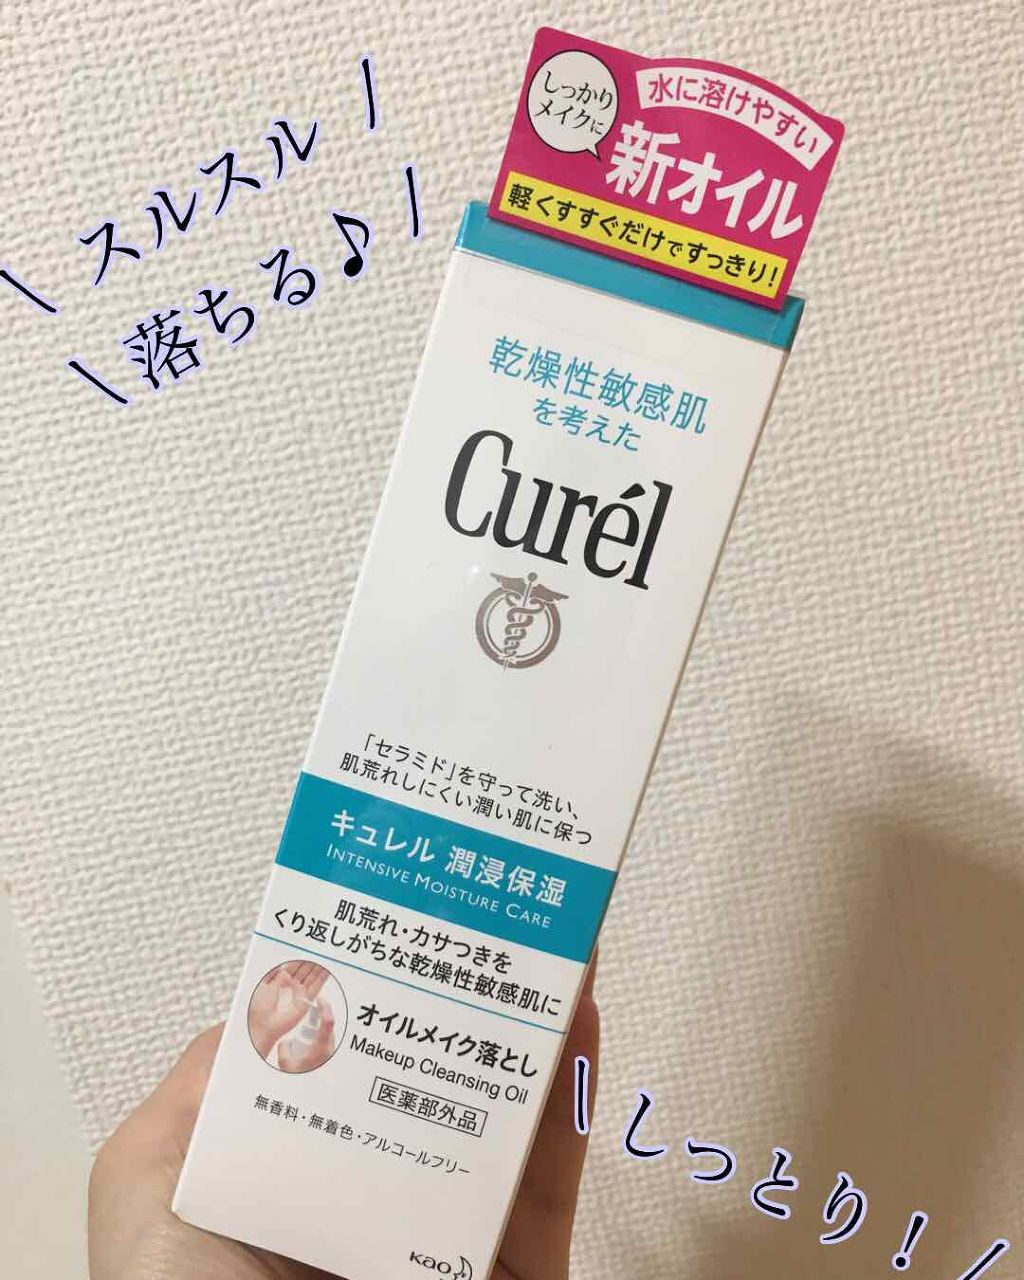 しっかり
メイクに
水に溶けやすい
新オイル
軽くすすぐだけですっきり!
\ スルスル /
\ 落ちる♪ /
乾燥性敏感肌
を考えた
Curél
「セラミド」を守って洗い、
肌荒れしにくい潤い肌に保つ
キュレル 潤浸保湿
INTENSIVE MOISTURE CARE
肌荒れ・カサつきを
くり返しがちな乾燥性敏感肌に
オイルメイク落とし
Makeup Cleansing Oil
医薬部外品
無香料・無着色・アルコールフリー
\ しっとり! /
Kao